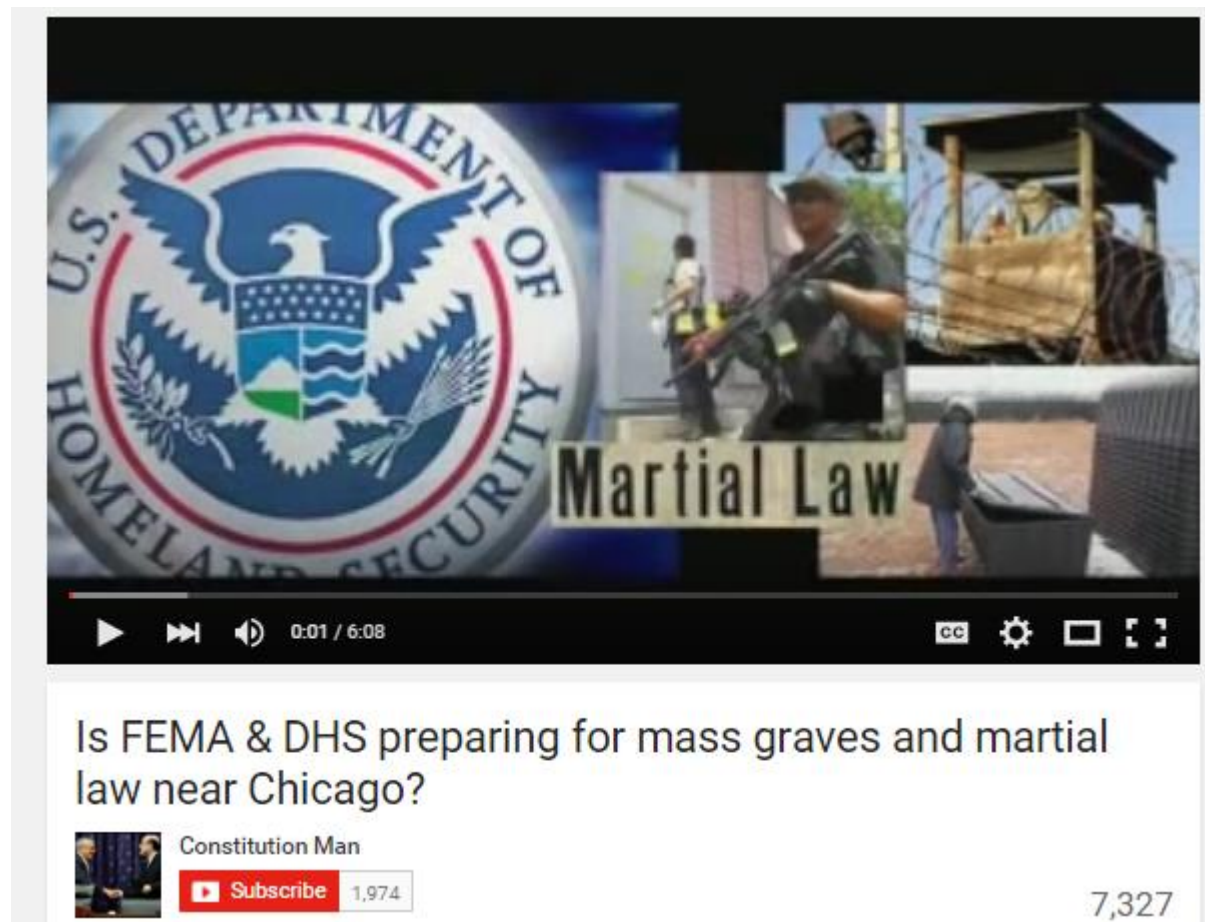 U.S. DEPARTMENT OF
HOMELAND SECURITY
Martial Law
0:01 / 6:08
CC
Is FEMA & DHS preparing for mass graves and martial
law near Chicago?
Constitution Man
Subscribe 1,974
7,327